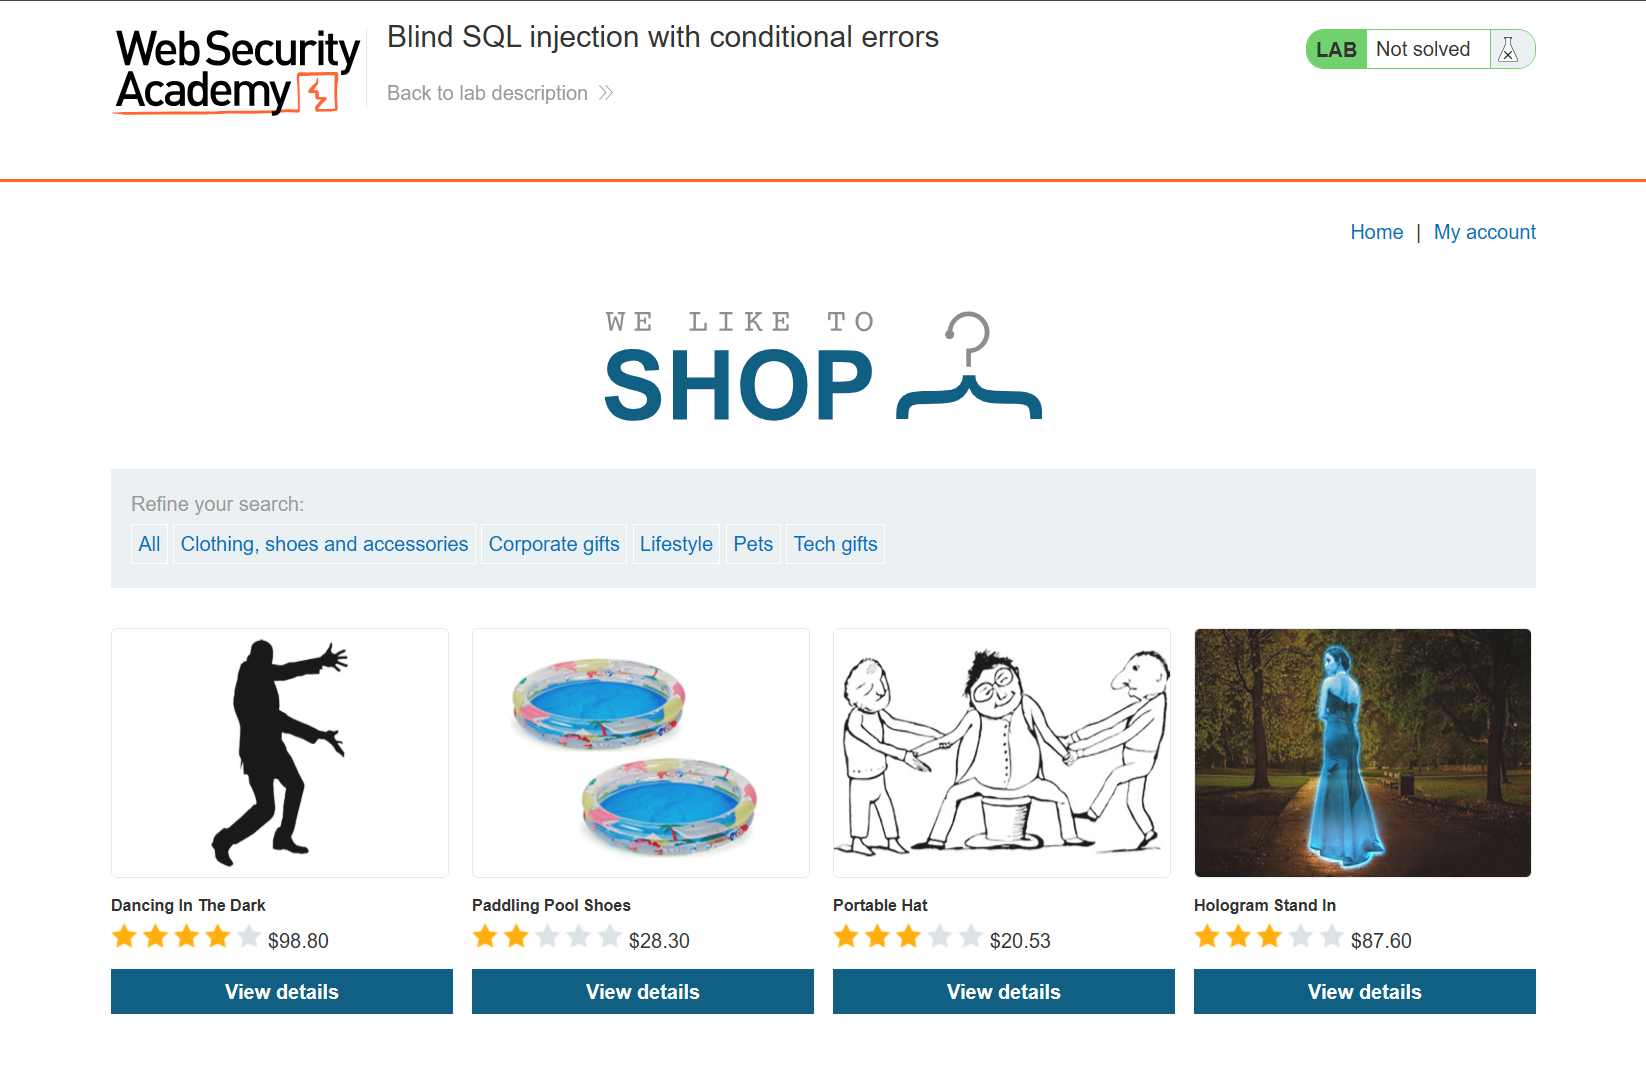 Web Security
Academy
Blind SQL injection with conditional errors
Back to lab description
LAB Not solved
Home | My account
WE LIKE TO
SHOP
Refine your search:
All Clothing, shoes and accessories Corporate gifts Lifestyle Pets Tech gifts
Dancing In The Dark
$98.80
View details
Paddling Pool Shoes
$28.30
View details
Portable Hat
$20.53
View details
Hologram Stand In
$87.60
View details